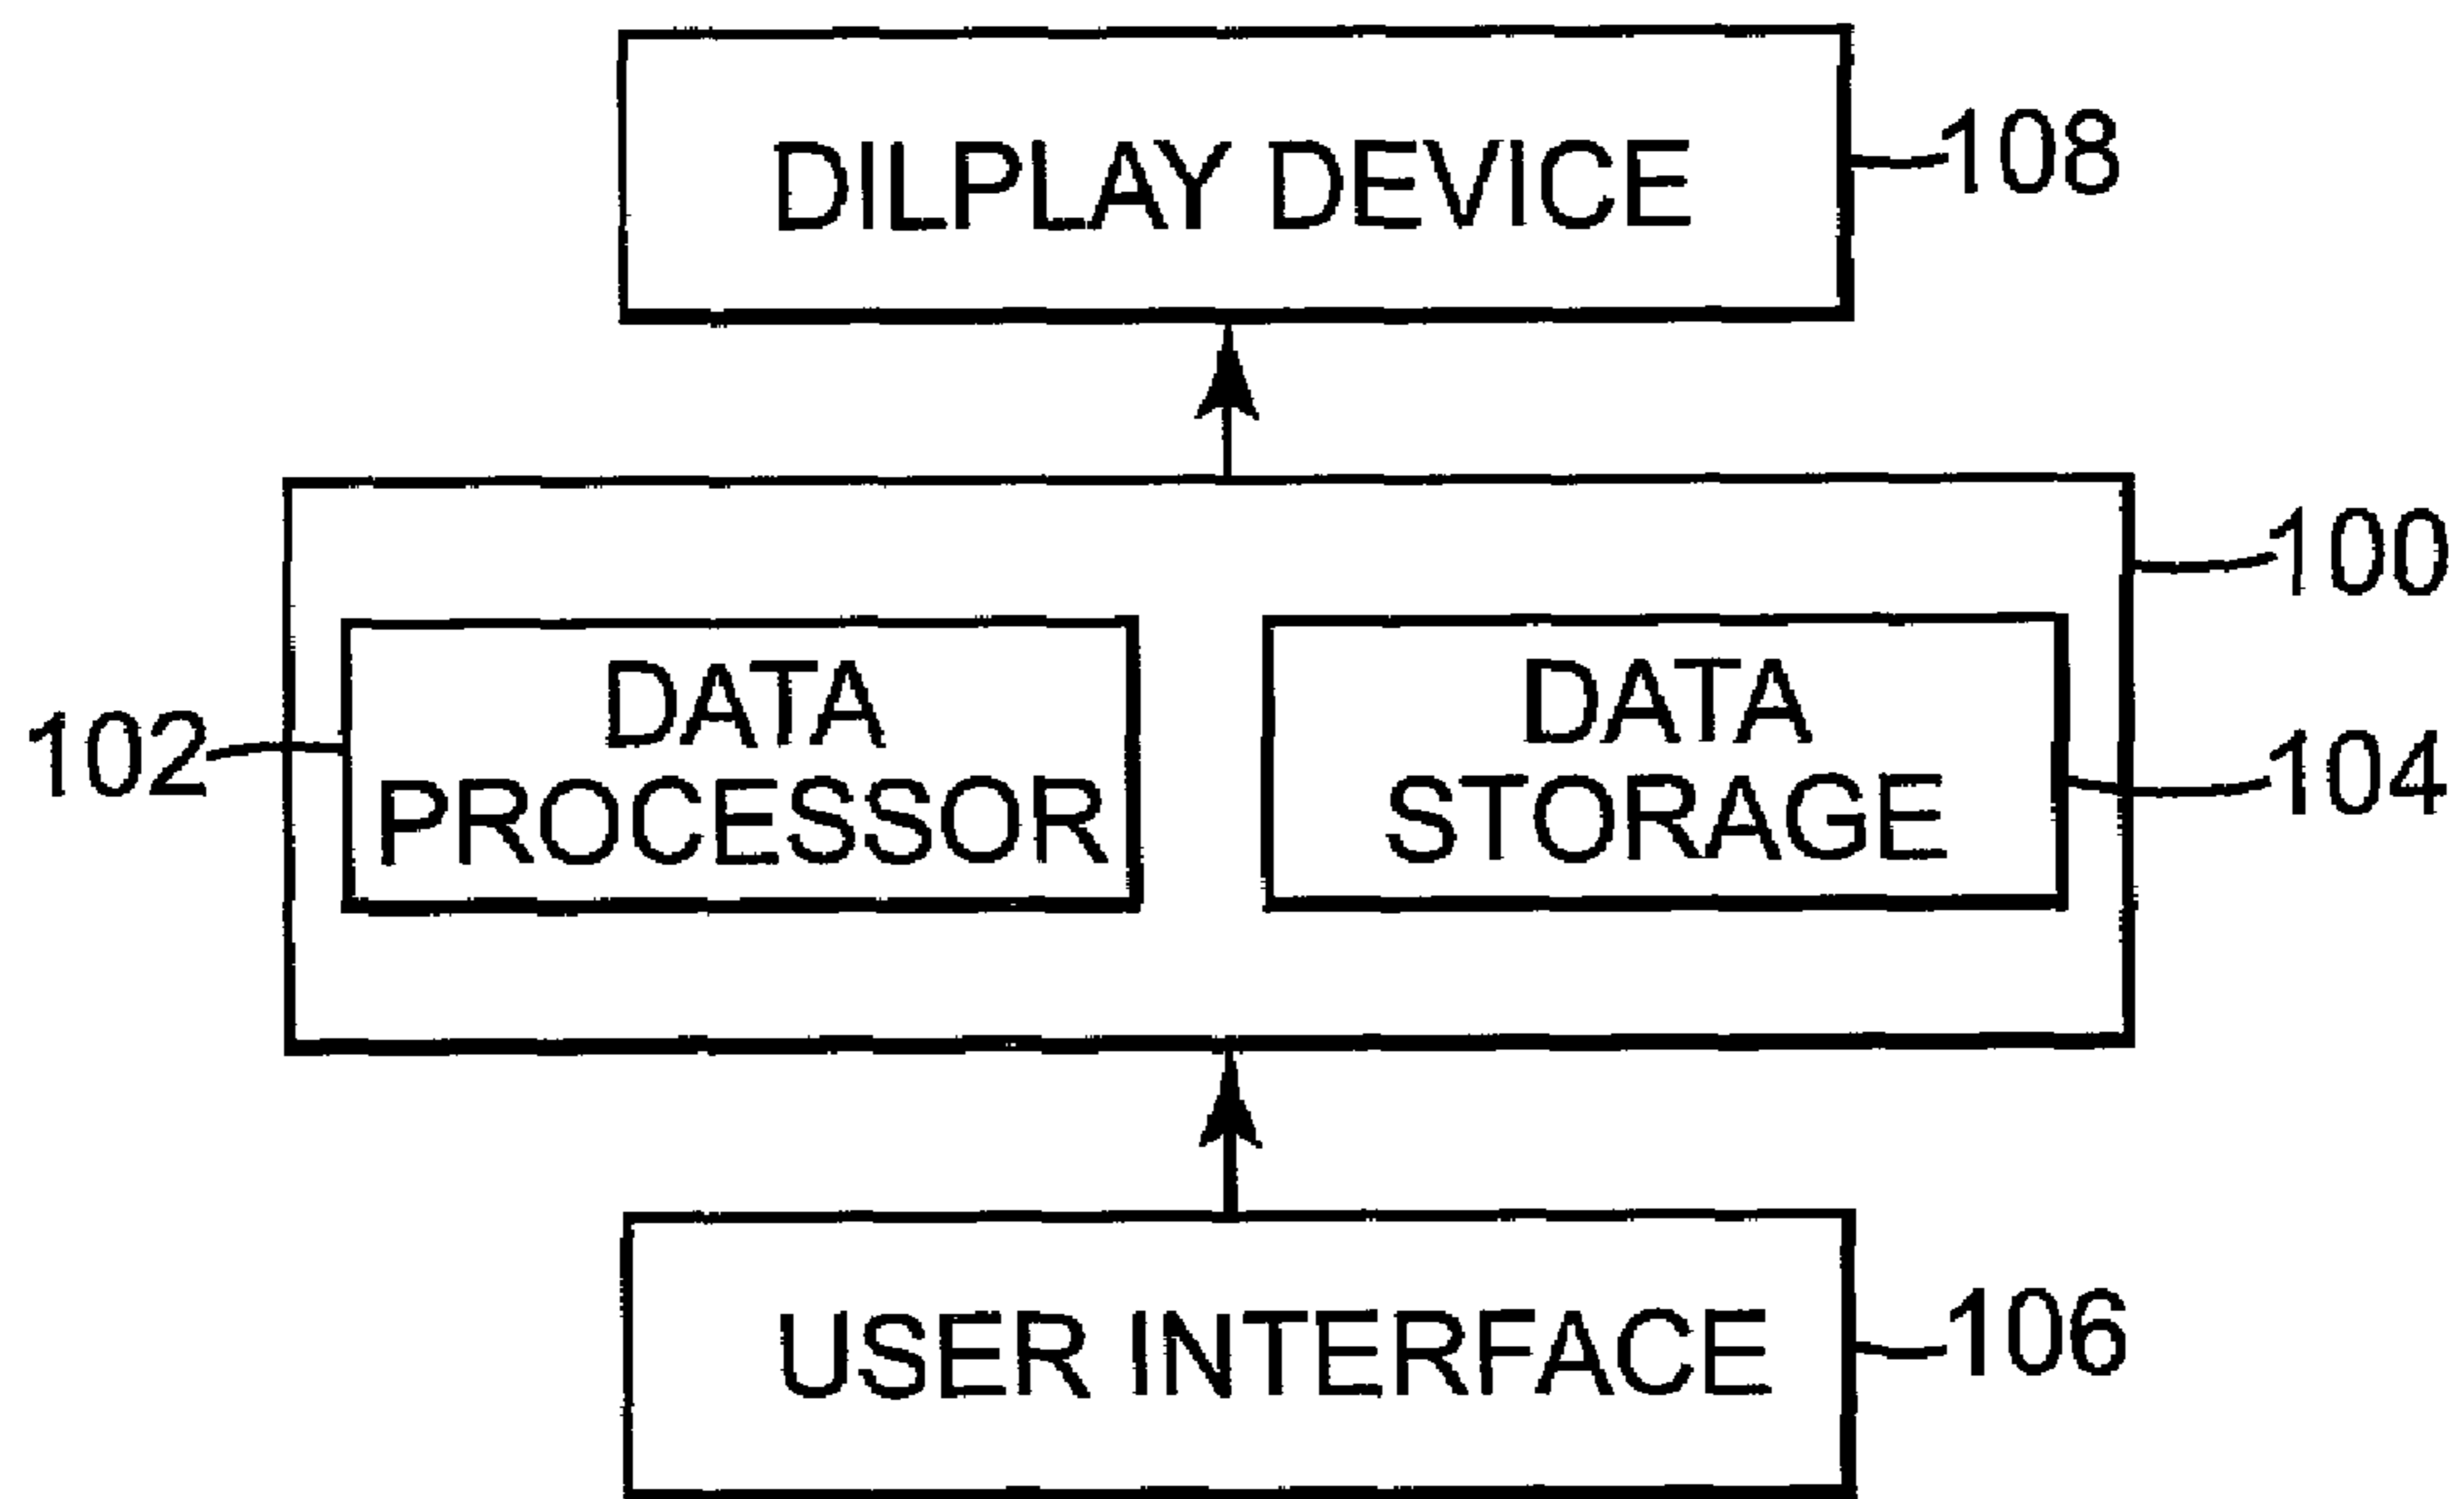 DILPLAY DEVICE
108
100
DATA
PROCESSOR
102
DATA
STORAGE
104
USER INTERFACE
106